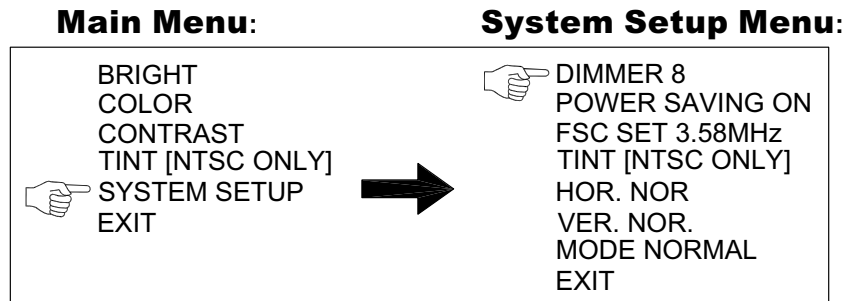 Main Menu:
BRIGHT
COLOR
CONTRAST
TINT [NTSC ONLY]
SYSTEM SETUP
EXIT
System Setup Menu:
DIMMER 8
POWER SAVING ON
FSC SET 3.58MHz
TINT [NTSC ONLY]
HOR. NOR
VER. NOR.
MODE NORMAL
EXIT